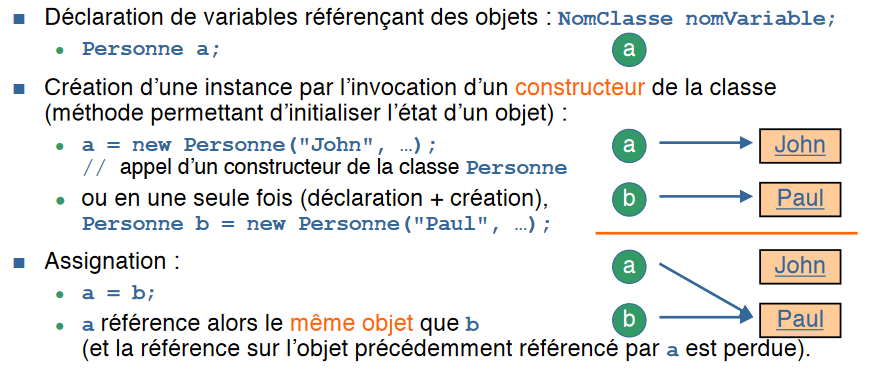 Déclaration de variables référençant des objets : NomClasse nomVariable;
Personne a;
a
Création d'une instance par l'invocation d'un constructeur de la classe
(méthode permettant d'initialiser l'état d'un objet) :
a = new Personne("John", …);
a
John
// appel d'un constructeur de la classe Personne
ou en une seule fois (déclaration + création),
b
Paul
Personne b = new Personne("Paul", …);
Assignation :
a
John
a = b;
a référence alors le même objet que b
b
Paul
(et la référence sur l'objet précédemment référencé par a est perdue).